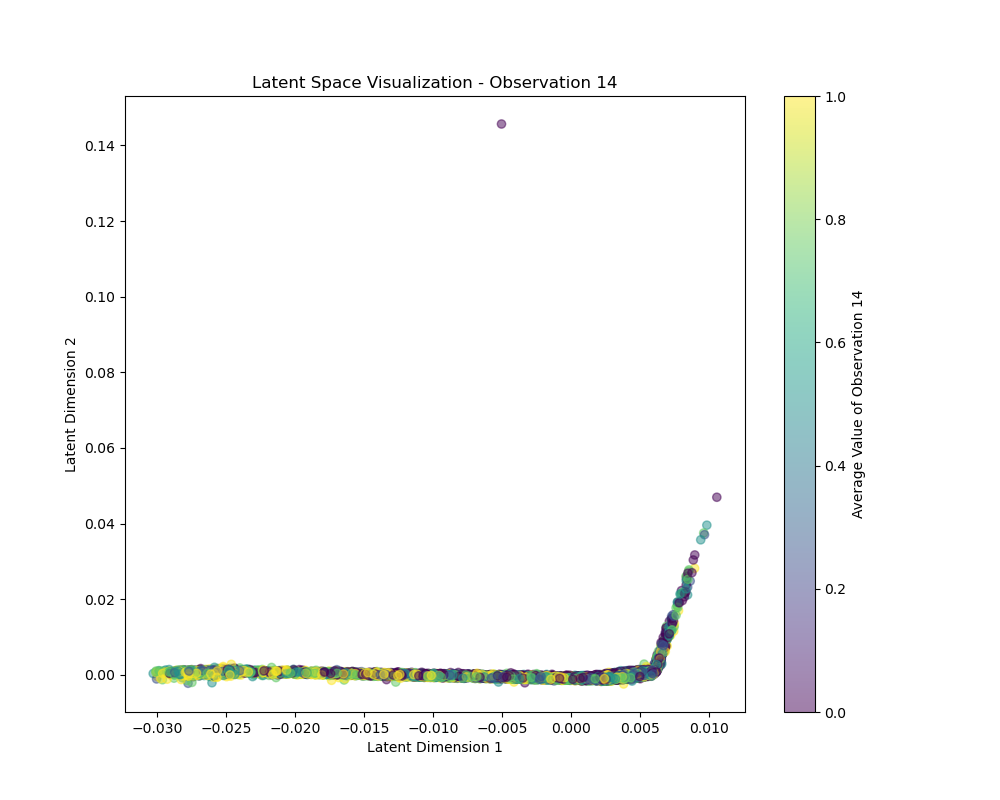 Latent Space Visualization - Observation 14
0.14
0.12
0.10
0.08
0.06
0.04
0.02
0.00
Latent Dimension 2
−0.030 −0.025 −0.020 −0.015 −0.010 −0.005 0.000 0.005 0.010
Latent Dimension 1
1.0
0.8
0.6
0.4
0.2
0.0
Average Value of Observation 14